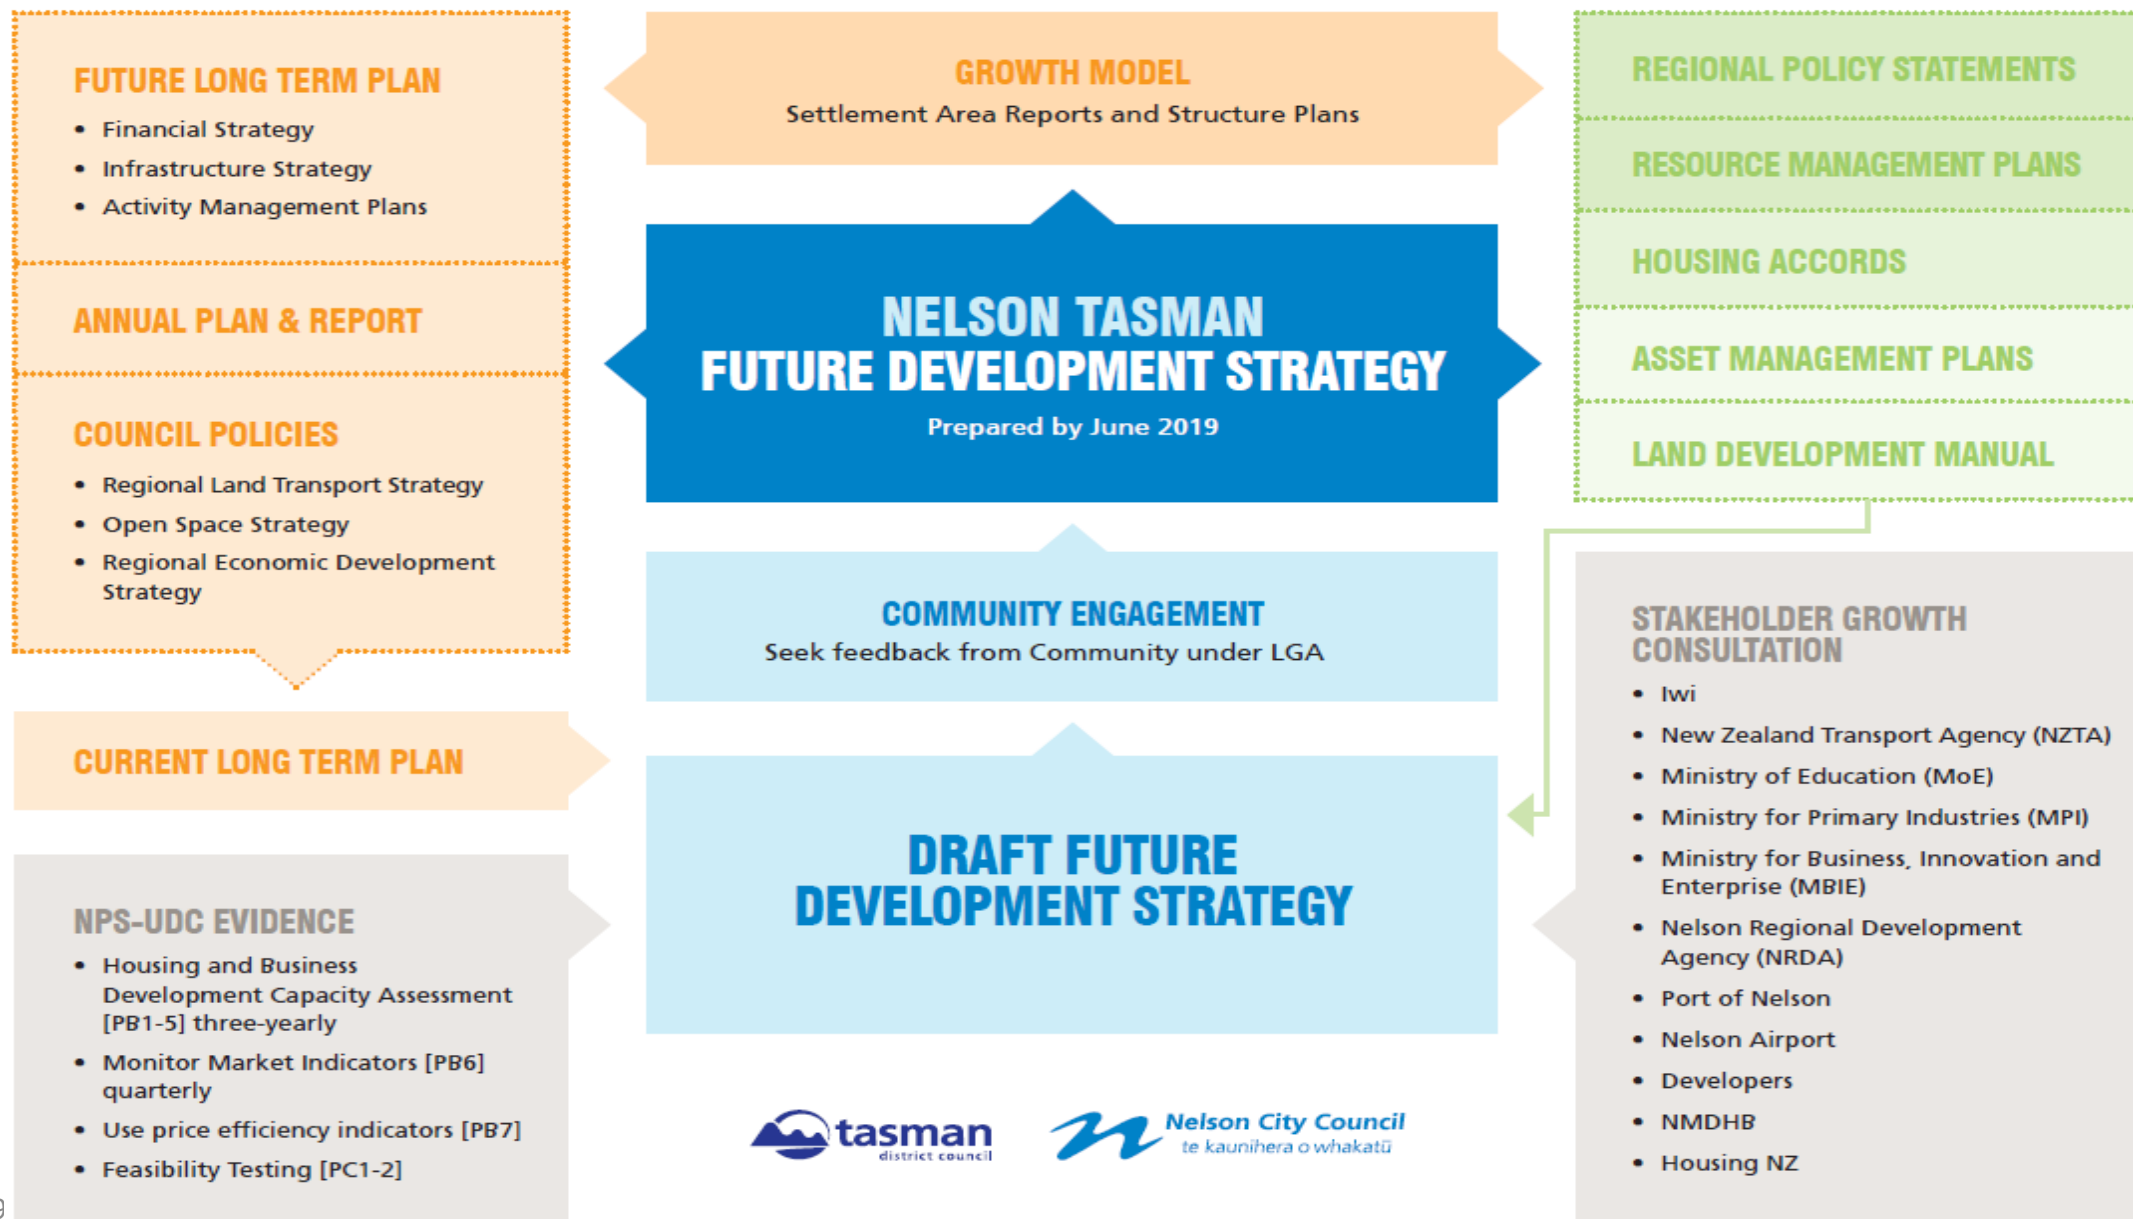 FUTURE LONG TERM PLAN
• Financial Strategy
• Infrastructure Strategy
• Activity Management Plans
ANNUAL PLAN & REPORT
COUNCIL POLICIES
• Regional Land Transport Strategy
• Open Space Strategy
• Regional Economic Development
Strategy
CURRENT LONG TERM PLAN
NPS-UDC EVIDENCE
• Housing and Business
Development Capacity Assessment
[PB1-5] three-yearly
• Monitor Market Indicators [PB6]
quarterly
• Use price efficiency indicators [PB7]
• Feasibility Testing [PC1-2]
GROWTH MODEL
Settlement Area Reports and Structure Plans
NELSON TASMAN
FUTURE DEVELOPMENT STRATEGY
Prepared by June 2019
COMMUNITY ENGAGEMENT
Seek feedback from Community under LGA
DRAFT FUTURE
DEVELOPMENT STRATEGY
tasman
district council
Nelson City Council
te kaunihera o whakatū
REGIONAL POLICY STATEMENTS
RESOURCE MANAGEMENT PLANS
HOUSING ACCORDS
ASSET MANAGEMENT PLANS
LAND DEVELOPMENT MANUAL
STAKEHOLDER GROWTH
CONSULTATION
• Iwi
• New Zealand Transport Agency (NZTA)
• Ministry of Education (MoE)
• Ministry for Primary Industries (MPI)
• Ministry for Business, Innovation and
Enterprise (MBIE)
• Nelson Regional Development
Agency (NRDA)
• Port of Nelson
• Nelson Airport
• Developers
• NMDHB
• Housing NZ